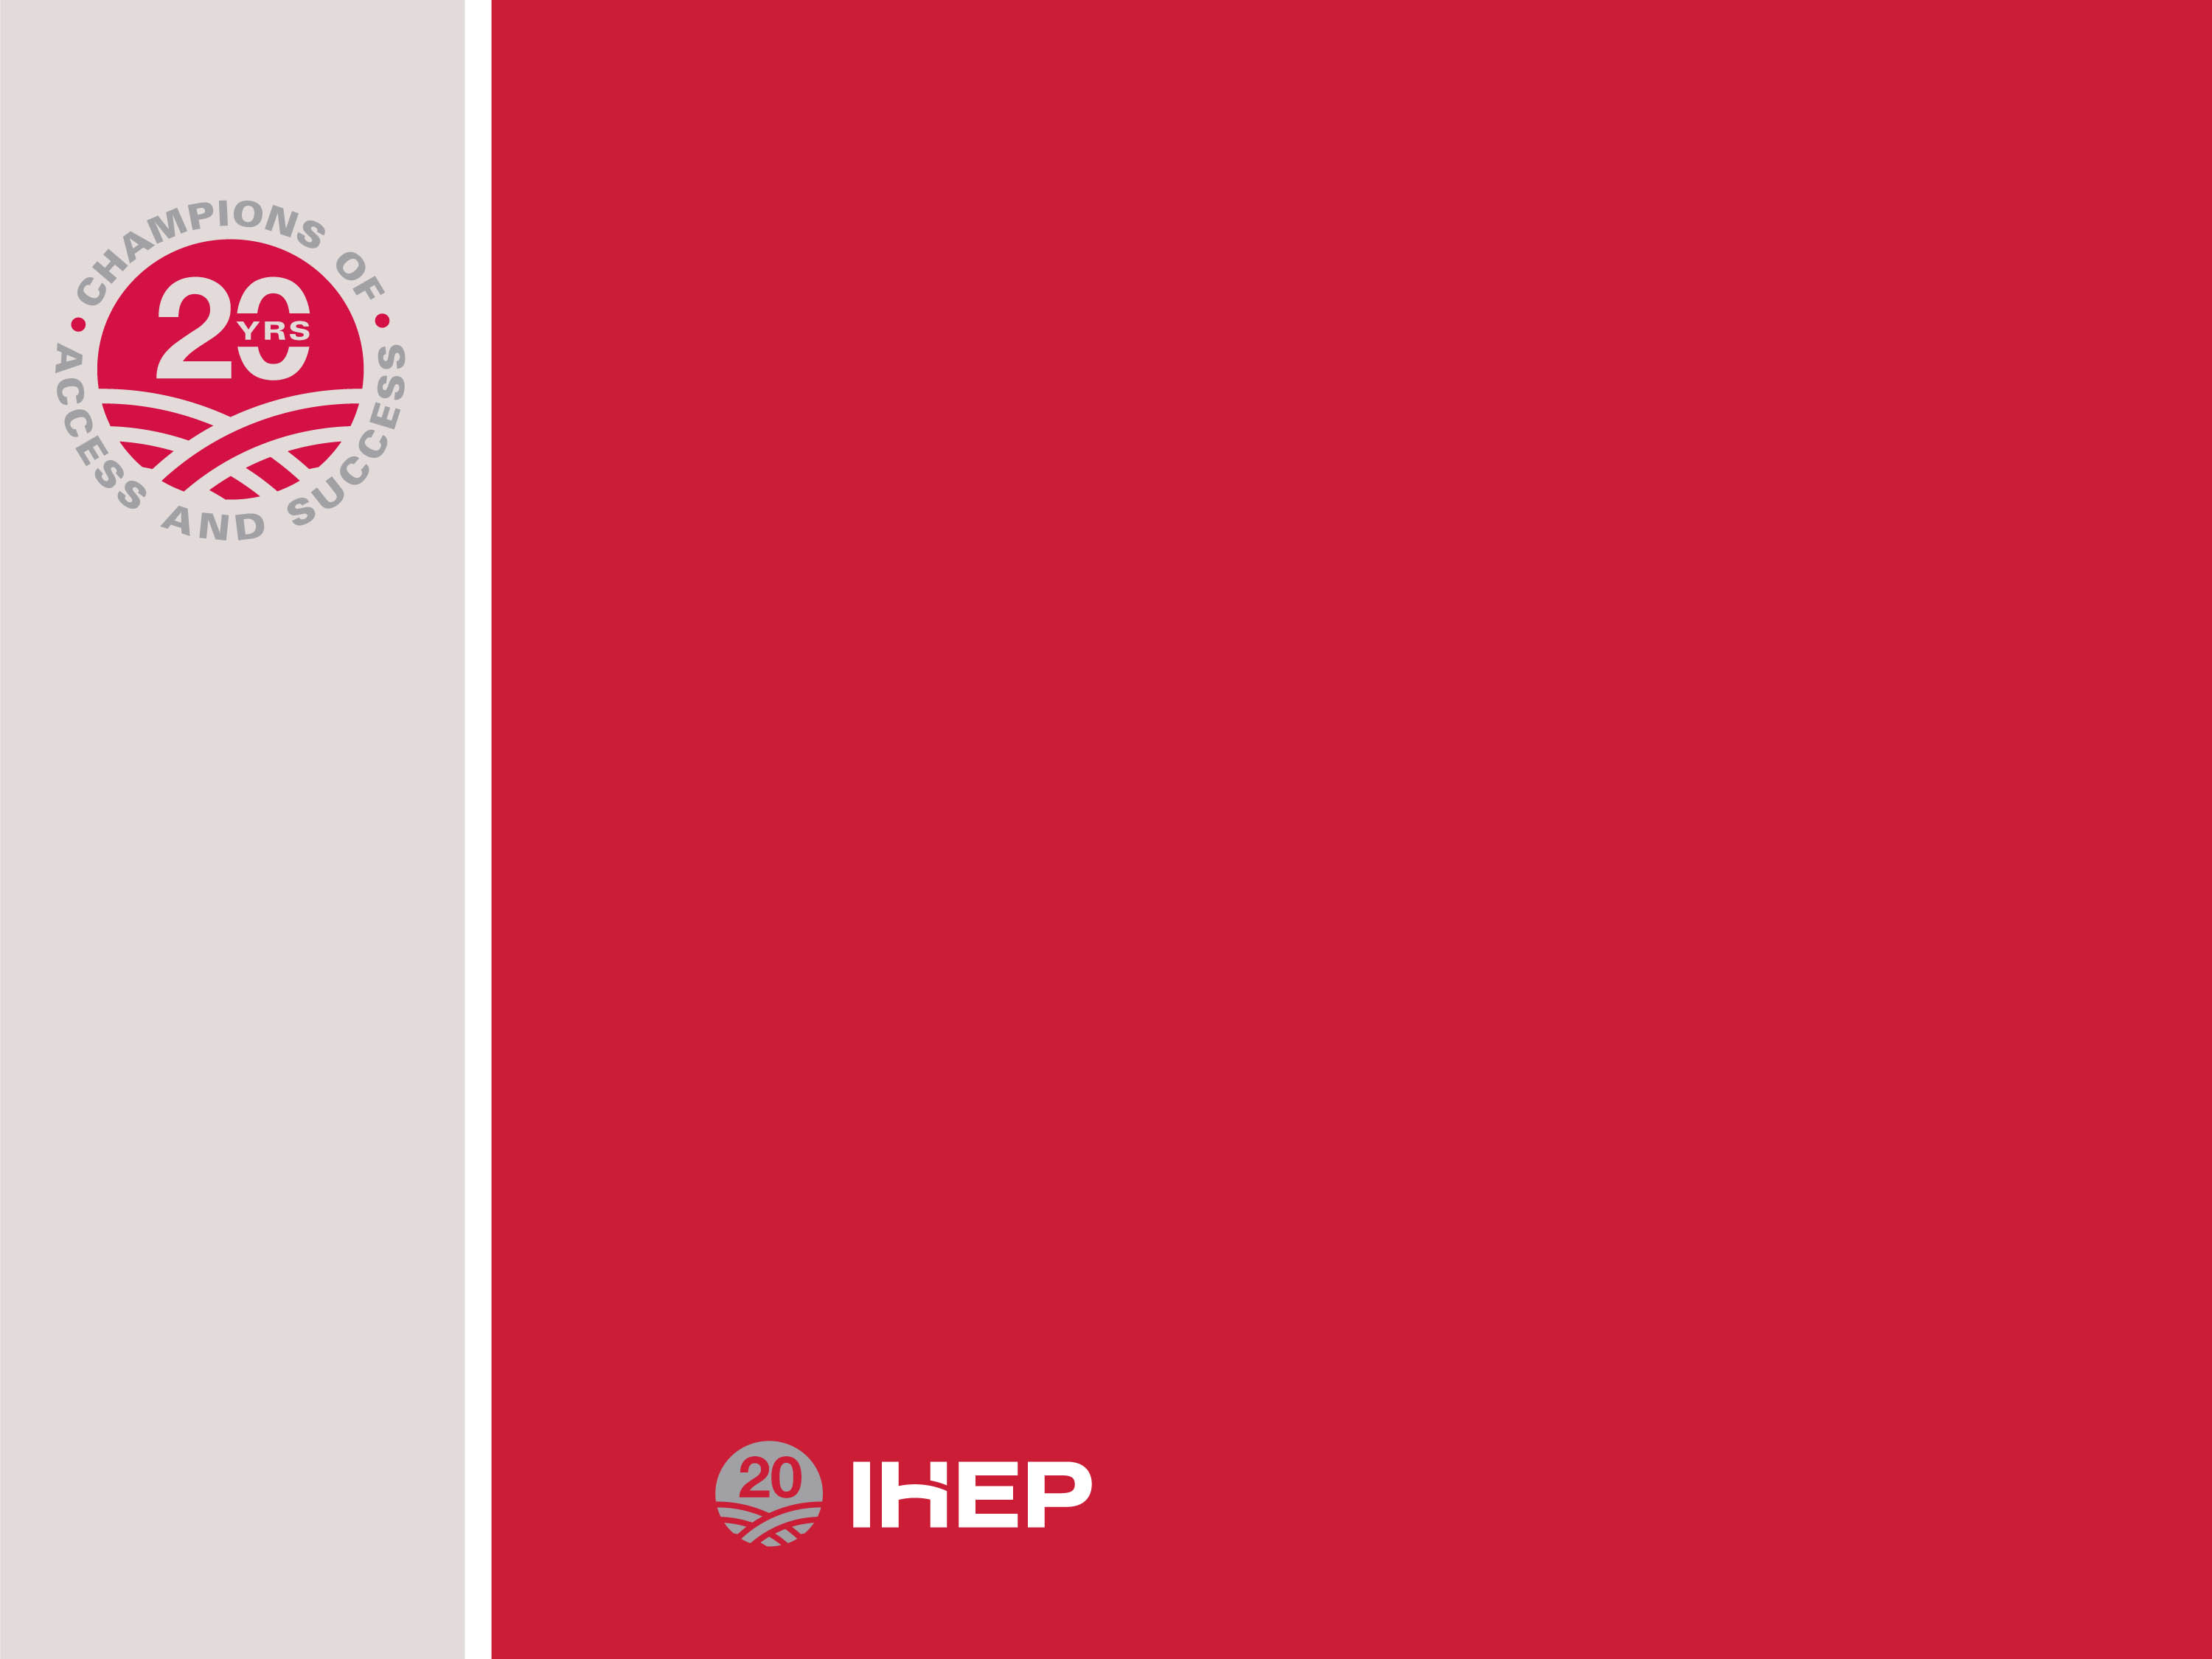 • CHAMPIONS OF •
ACCESS AND SUCCESS
20
YRS
20
IHEP